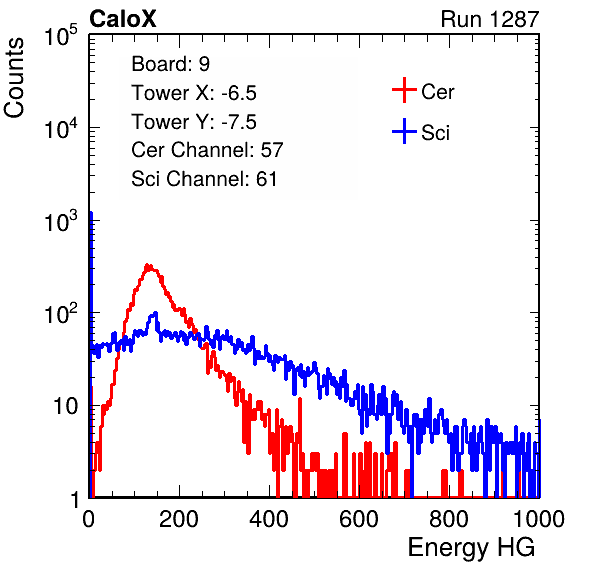 CaloX Run 1287
Counts
Board: 9
Tower X: -6.5
Tower Y: -7.5
Cer Channel: 57
Sci Channel: 61
Cer
Sci
10^5
10^4
10^3
10^2
10
1
0 200 400 600 800 1000
Energy HG